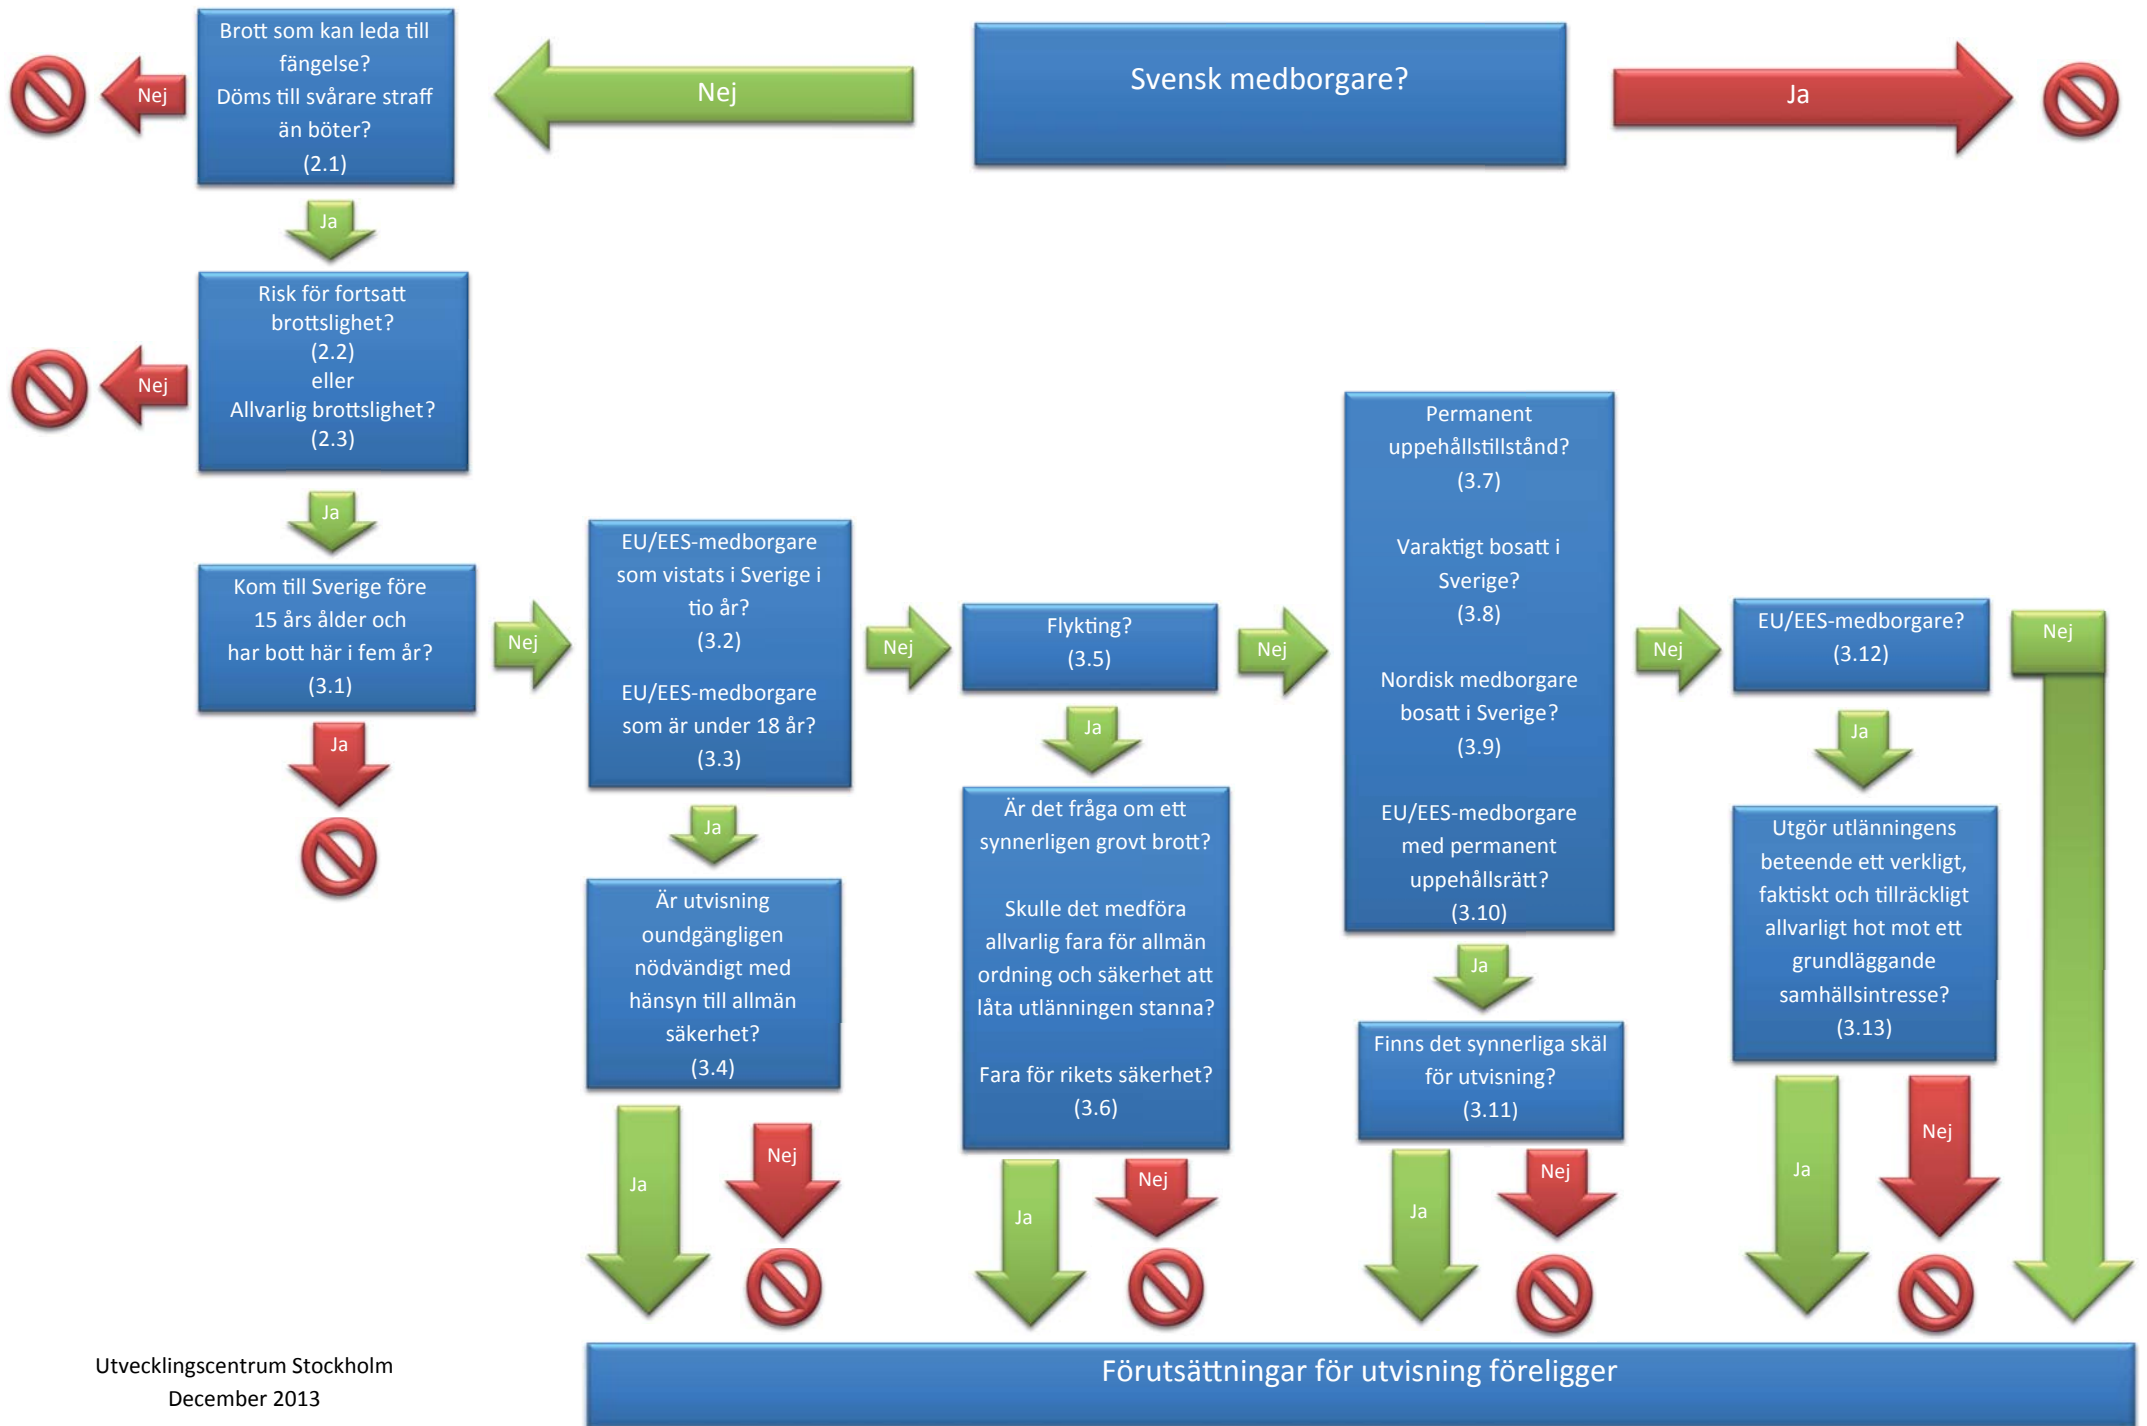 Svensk medborgare?
Ja
Nej
Brott som kan leda till
fängelse?
Döms till svårare straff
än böter?
(2.1)
Nej
Ja
Risk för fortsatt
brottslighet?
(2.2)
eller
Allvarlig brottslighet?
(2.3)
Nej
Ja
Kom till Sverige före
15 års ålder och
har bott här i fem år?
(3.1)
Ja
Nej
EU/EES-medborgare
som vistats i Sverige i
tio år?
(3.2)
EU/EES-medborgare
som är under 18 år?
(3.3)
Ja
Är utvisning
oundgängligen
nödvändigt med
hänsyn till allmän
säkerhet?
(3.4)
Ja
Nej
Nej
Flykting?
(3.5)
Ja
Är det fråga om ett
synnerligen grovt brott?
Skulle det medföra
allvarlig fara för allmän
ordning och säkerhet att
låta utlänningen stanna?
Fara för rikets säkerhet?
(3.6)
Ja
Nej
Nej
Permanent
uppehållstillstånd?
(3.7)
Varaktigt bosatt i
Sverige?
(3.8)
Nordisk medborgare
bosatt i Sverige?
(3.9)
EU/EES-medborgare
med permanent
uppehållsrätt?
(3.10)
Ja
Finns det synnerliga skäl
för utvisning?
(3.11)
Ja
Nej
Nej
EU/EES-medborgare?
(3.12)
Ja
Utgör utlänningens
beteende ett verkligt,
faktiskt och tillräckligt
allvarligt hot mot ett
grundläggande
samhällsintresse?
(3.13)
Ja
Nej
Nej
Förutsättningar för utvisning föreligger
Utvecklingscentrum Stockholm
December 2013